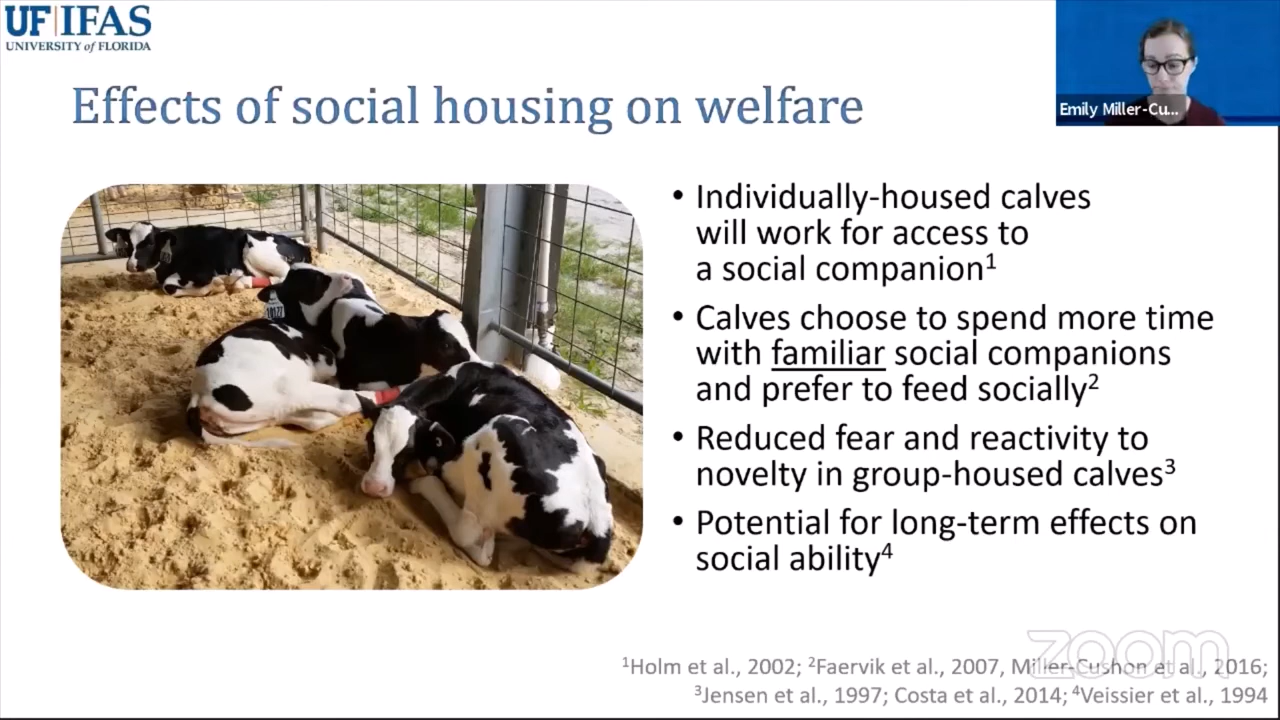 UF|IFAS
UNIVERSITY of FLORIDA
Emily Miller-Cu...
Effects of social housing on welfare
• Individually-housed calves
will work for access to
a social companion¹
• Calves choose to spend more time
with familiar social companions
and prefer to feed socially²
• Reduced fear and reactivity to
novelty in group-housed calves³
• Potential for long-term effects on
social ability⁴
zoom
¹Holm et al., 2002; ²Faervik et al., 2007, Miller-Cushon et al., 2016;
³Jensen et al., 1997; Costa et al., 2014; ⁴Veissier et al., 1994